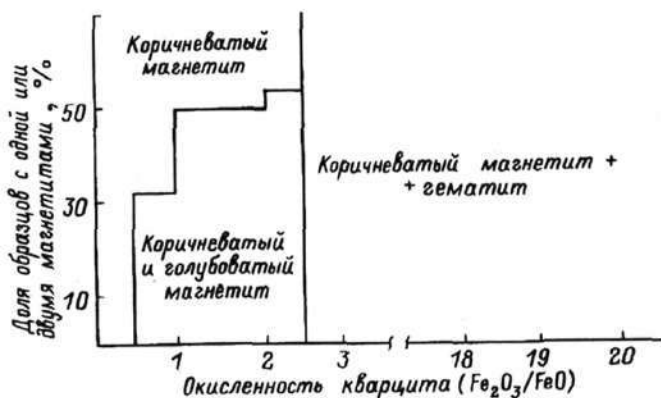 Доля образцов с одной или
двумя магнетитами, %
50
30
10
Коричневатый
магнетит
Коричневатый магнетит +
+ гематит
Коричневатый
и голубоватый
магнетит
1 2 3 18 19 20
Окисленность кварцита (Fe₂O₃/FeO)